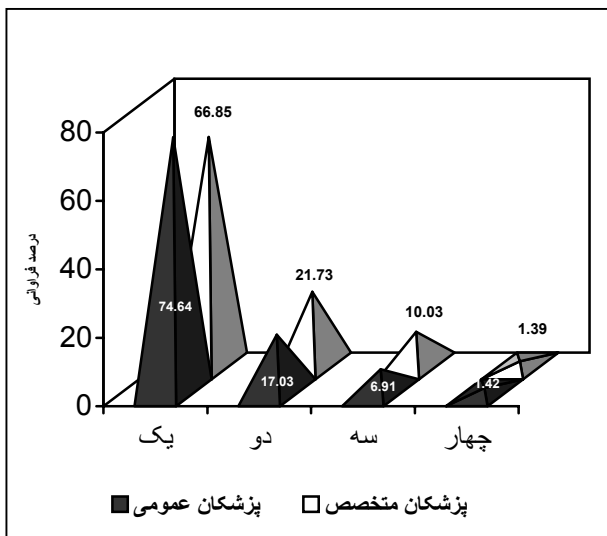 66.85
80
60
40
20
0
درصد فراوانی
74.64
21.73
17.03
10.03
6.91
1.39
1.42
یک
دو
سه
چهار
پزشکان عمومی
پزشکان متخصص